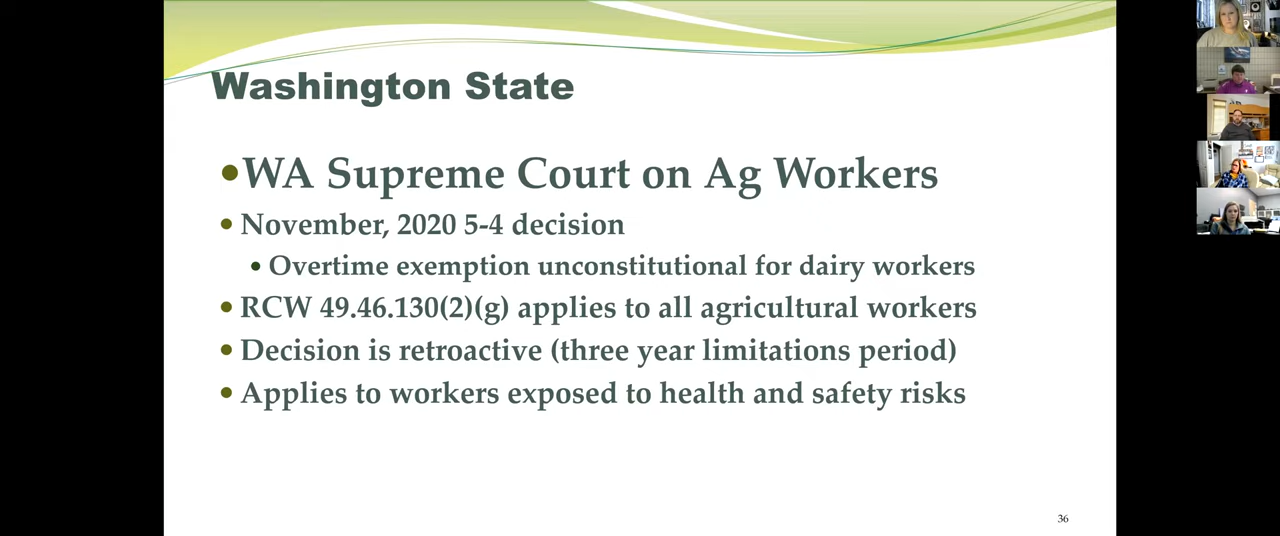 Washington State
•WA Supreme Court on Ag Workers
• November, 2020 5-4 decision
• Overtime exemption unconstitutional for dairy workers
• RCW 49.46.130(2)(g) applies to all agricultural workers
• Decision is retroactive (three year limitations period)
• Applies to workers exposed to health and safety risks
36